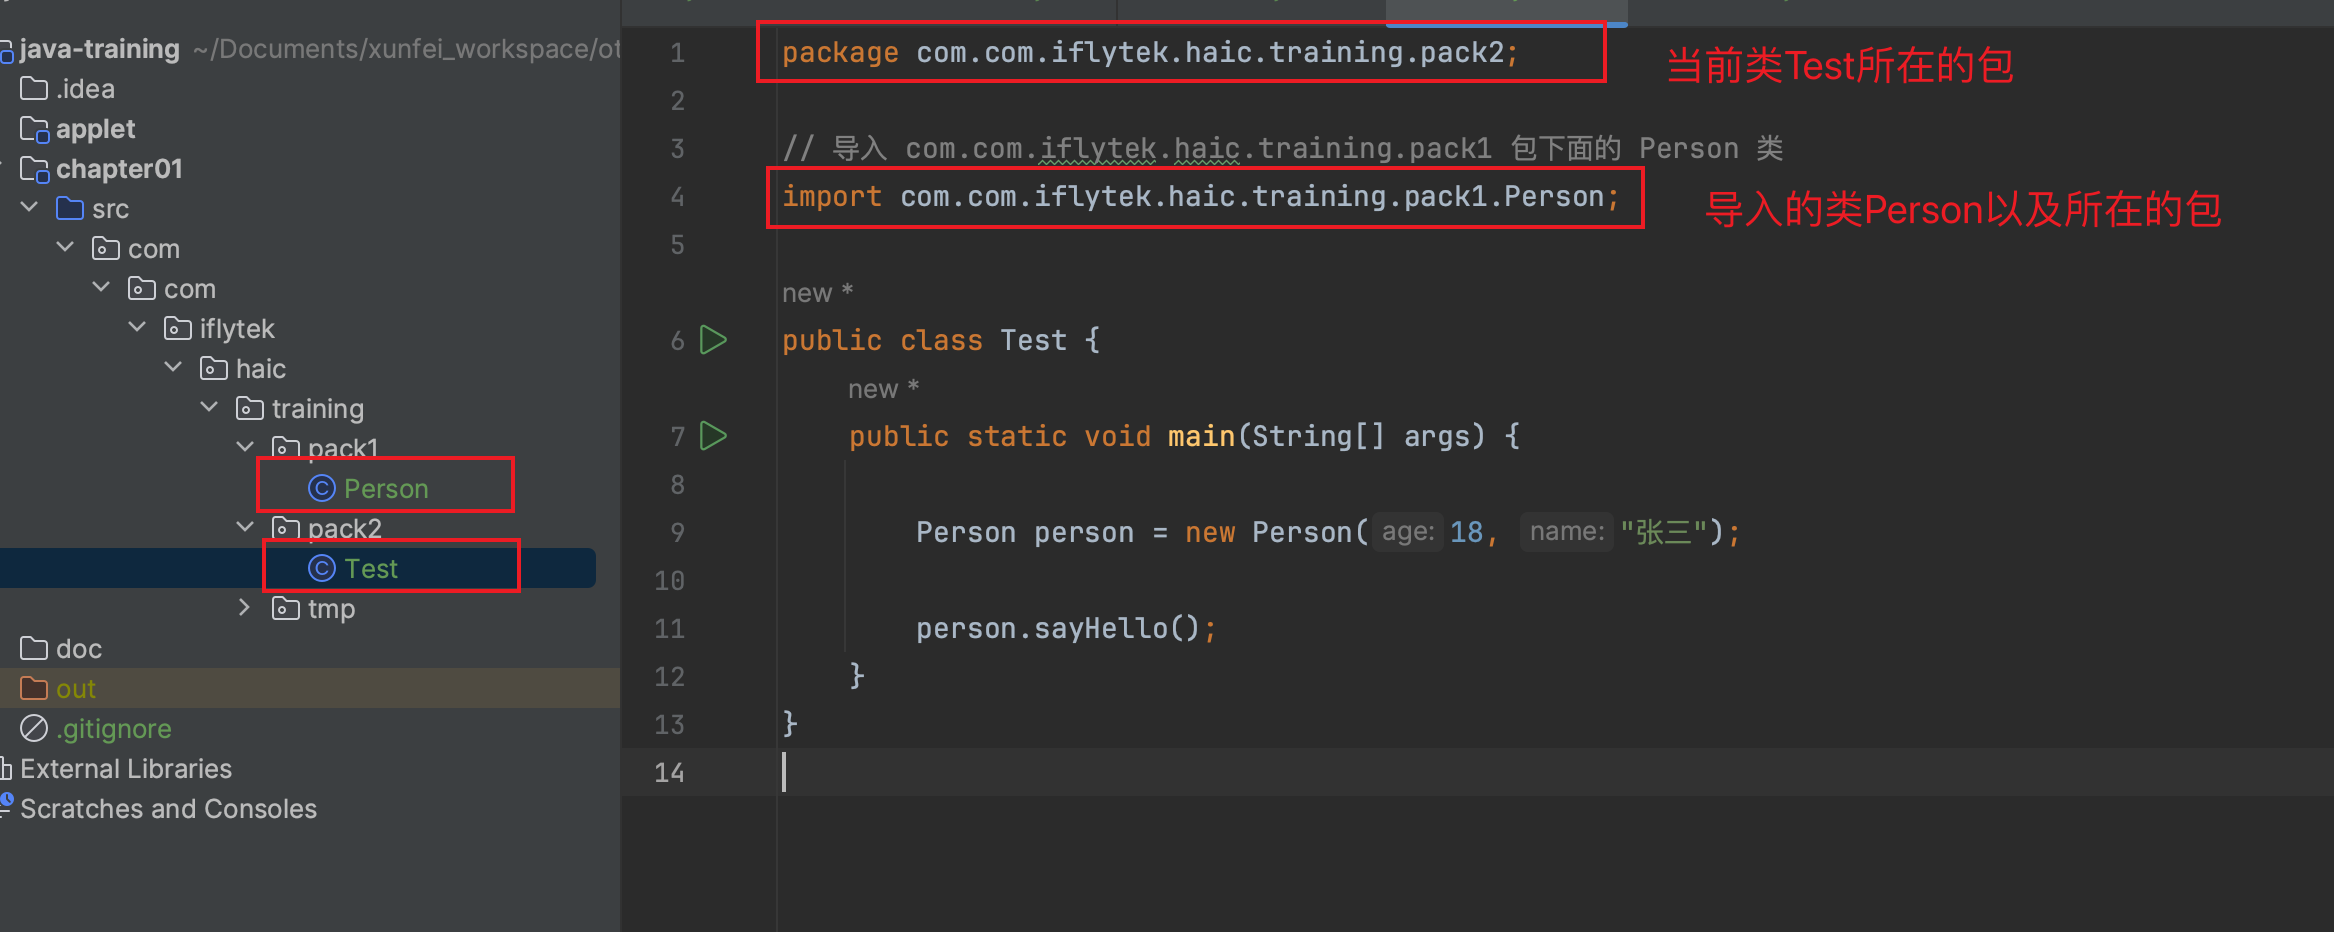 java-training ~/Documents/xunfei_workspace/ot
.idea
applet
chapter01
src
com
com
iflytek
haic
training
pack1
Person
pack2
Test
tmp
doc
out
.gitignore
External Libraries
Scratches and Consoles
1 package com.com.iflytek.haic.training.pack2;
当前类Test所在的包
2
3 // 导入 com.com.iflytek.haic.training.pack1 包下面的 Person 类
4 import com.com.iflytek.haic.training.pack1.Person;
导入的类Person以及所在的包
5
new *
6 public class Test {
new *
7 public static void main(String[] args) {
8
9 Person person = new Person( age: 18, name: "张三");
10
11 person.sayHello();
12 }
13 }
14